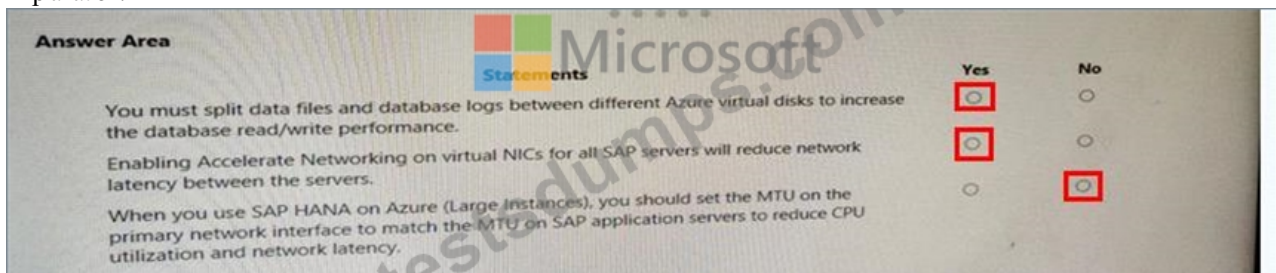 Answer Area
Microsoft
Statements
Yes No
You must split data files and database logs between different Azure virtual disks to increase
the database read/write performance.
Enabling Accelerate Networking on virtual NICs for all SAP servers will reduce network
latency between the servers.
When you use SAP HANA on Azure (Large Instances), you should set the MTU on the
primary network interface to match the MTU on SAP application servers to reduce CPU
utilization and network latency.